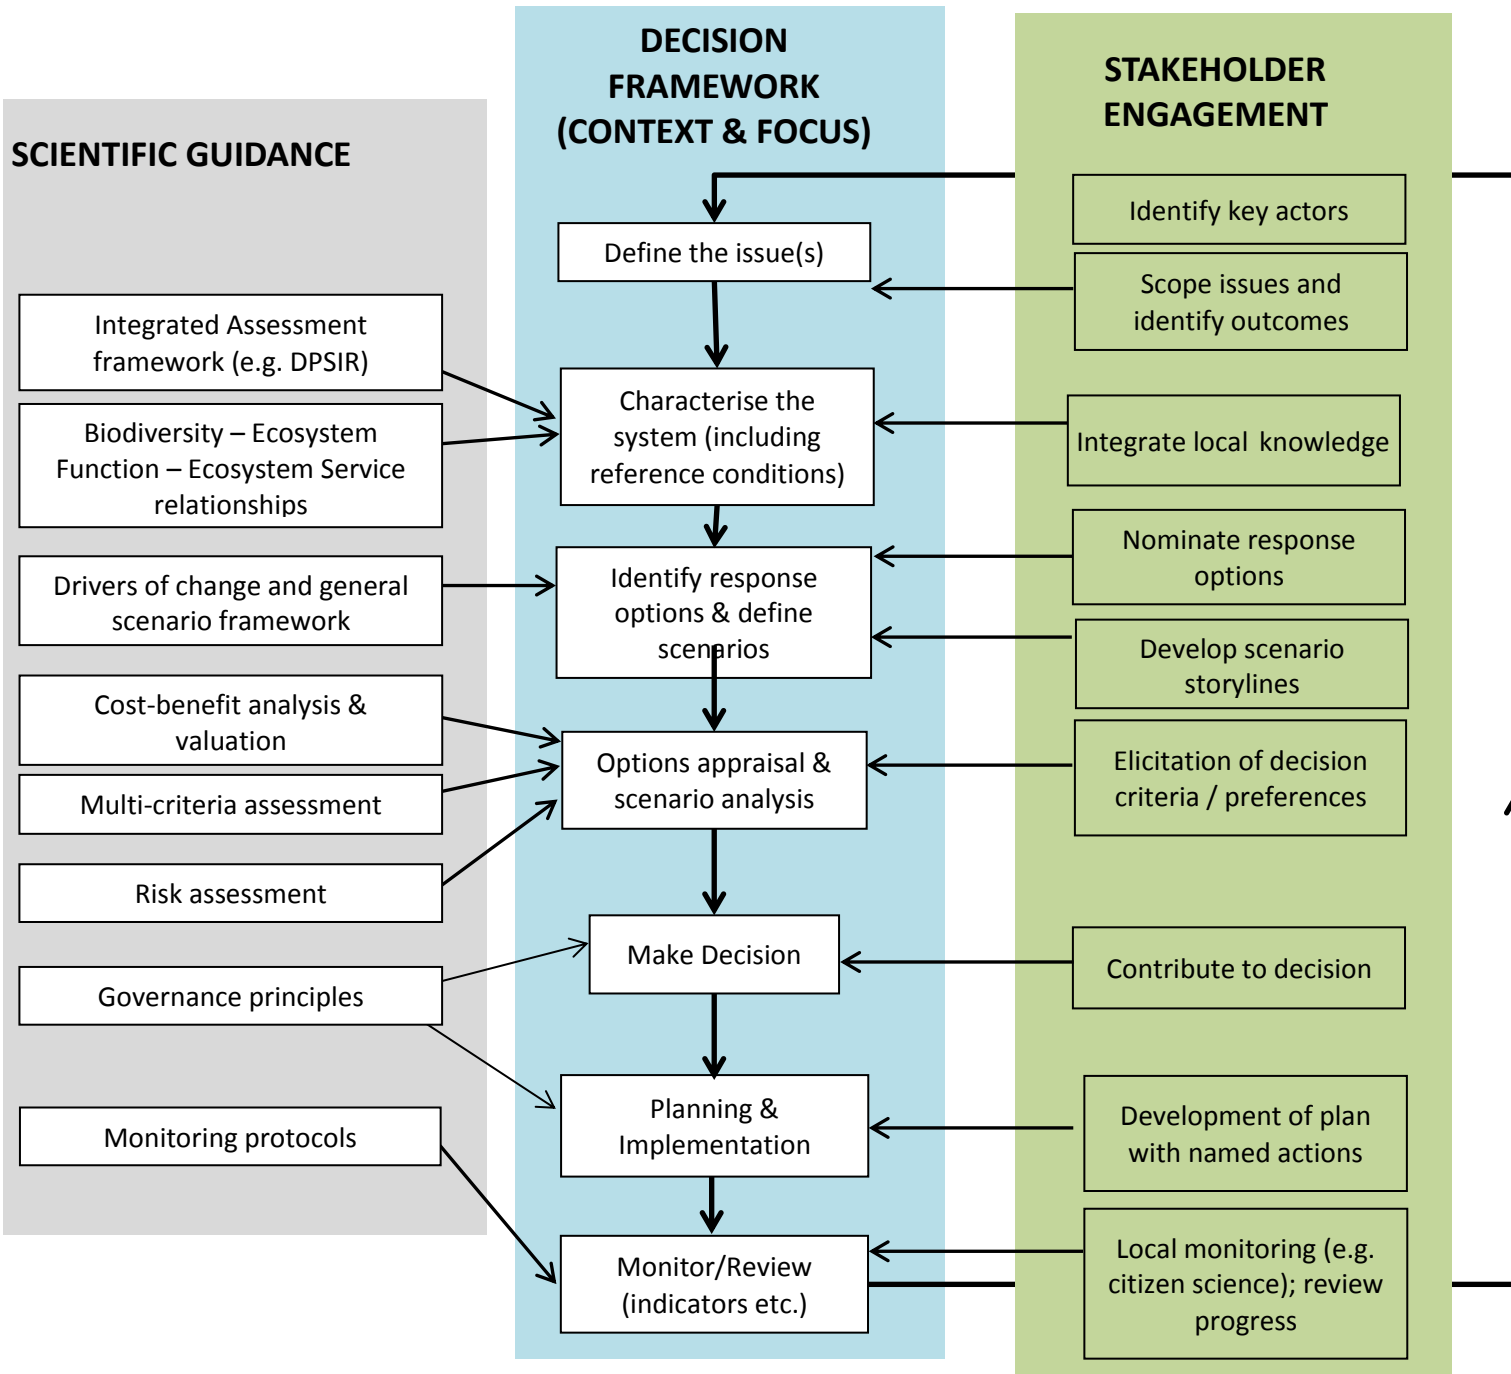 SCIENTIFIC GUIDANCE
Integrated Assessment
framework (e.g. DPSIR)
Biodiversity – Ecosystem
Function – Ecosystem Service
relationships
Drivers of change and general
scenario framework
Cost-benefit analysis &
valuation
Multi-criteria assessment
Risk assessment
Governance principles
Monitoring protocols
DECISION
FRAMEWORK
(CONTEXT & FOCUS)
Define the issue(s)
Characterise the
system (including
reference conditions)
Identify response
options & define
scenarios
Options appraisal &
scenario analysis
Make Decision
Planning &
Implementation
Monitor/Review
(indicators etc.)
STAKEHOLDER
ENGAGEMENT
Identify key actors
Scope issues and
identify outcomes
Integrate local knowledge
Nominate response
options
Develop scenario
storylines
Elicitation of decision
criteria / preferences
Contribute to decision
Development of plan
with named actions
Local monitoring (e.g.
citizen science); review
progress